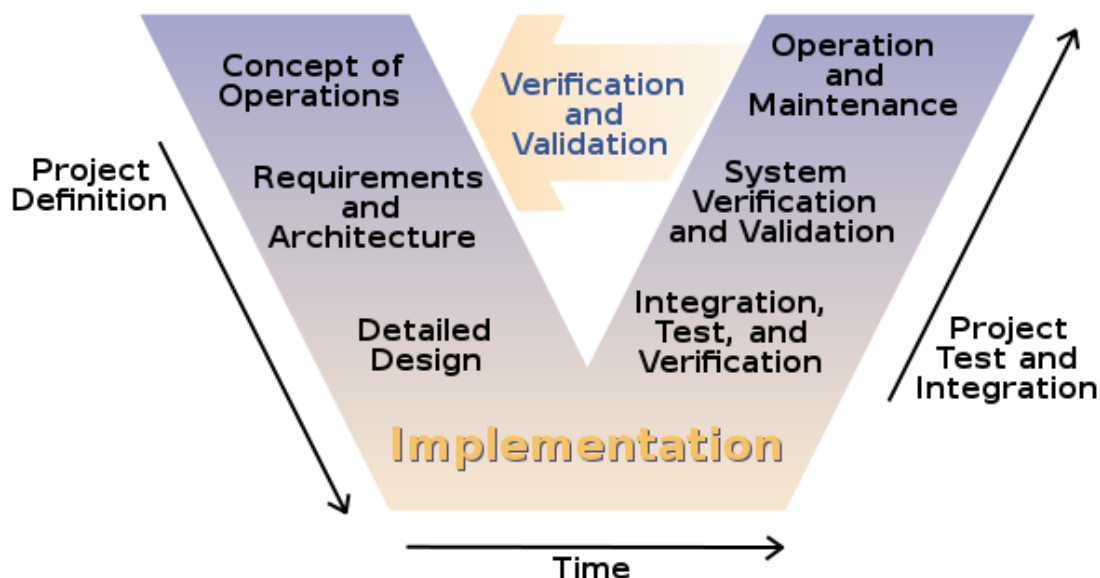 Concept of
Operations
Verification
and
Validation
Operation
and
Maintenance
Project
Definition
Requirements
and
Architecture
System
Verification
and Validation
Detailed
Design
Integration,
Test, and
Verification
Project
Test and
Integration
Implementation
Time